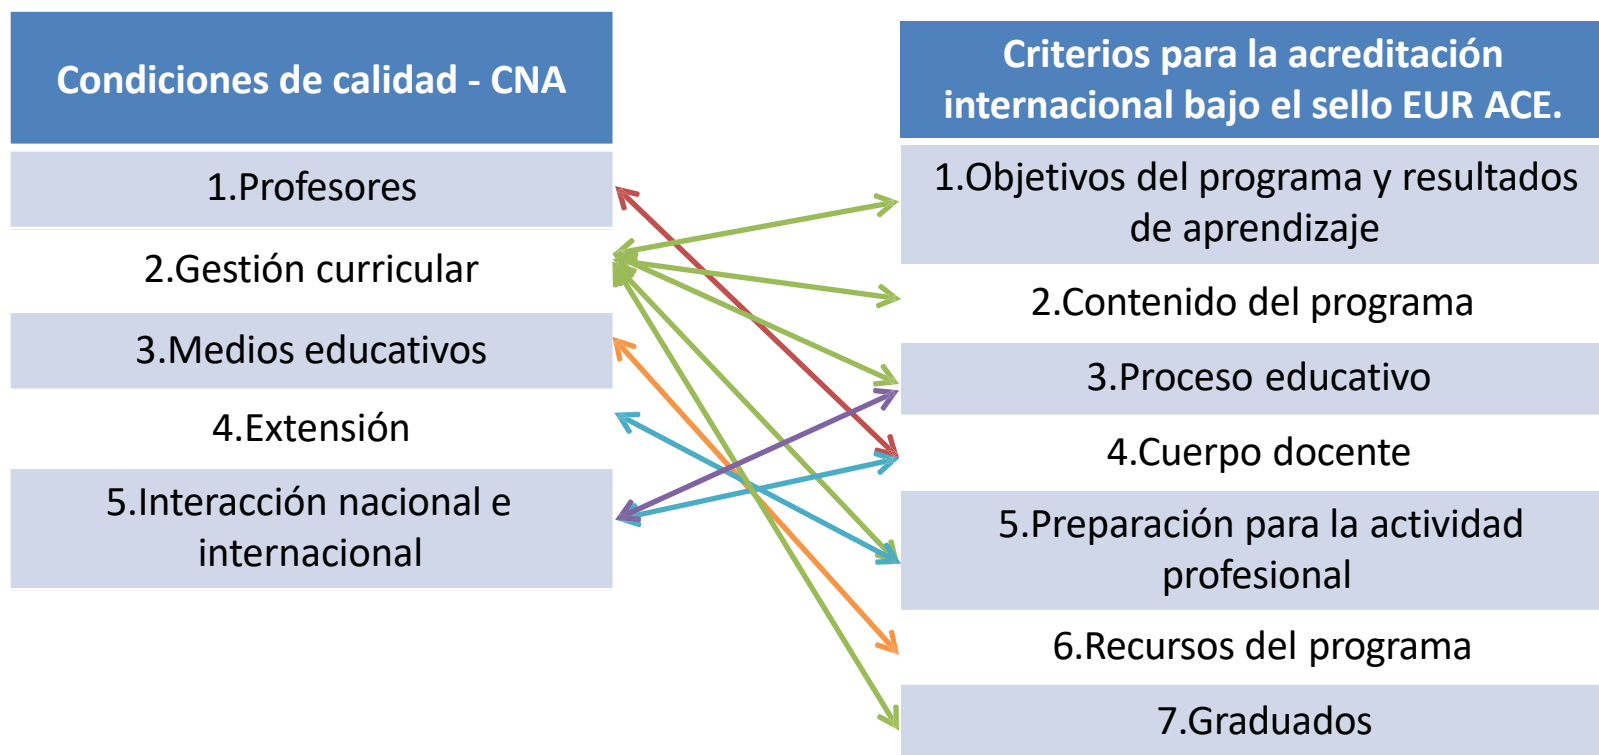 Condiciones de calidad - CNA
1.Profesores
2.Gestión curricular
3.Medios educativos
4.Extensión
5.Interacción nacional e
internacional
Criterios para la acreditación
internacional bajo el sello EUR ACE.
1.Objetivos del programa y resultados
de aprendizaje
2.Contenido del programa
3.Proceso educativo
4.Cuerpo docente
5.Preparación para la actividad
profesional
6.Recursos del programa
7.Graduados